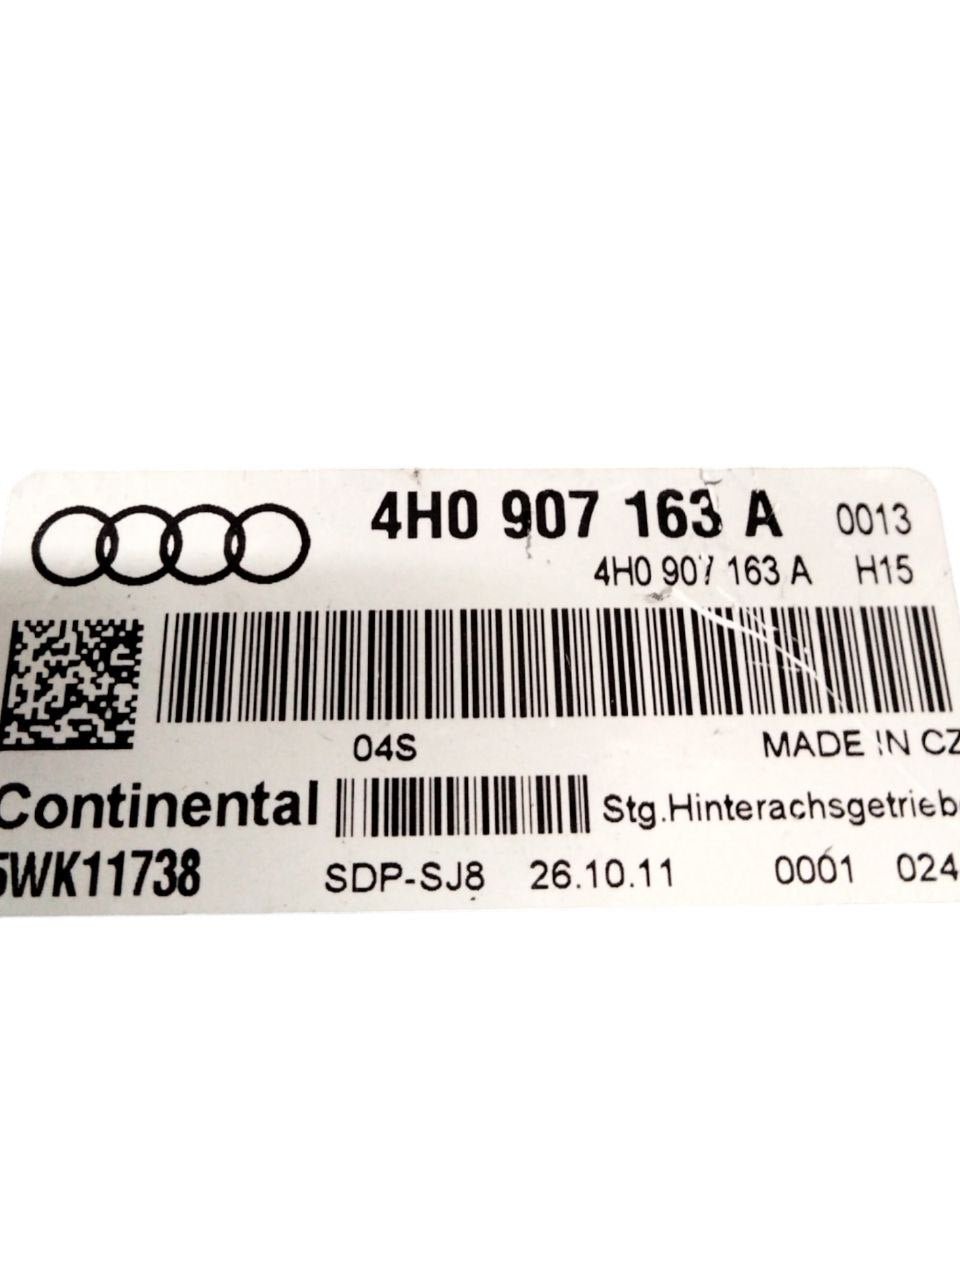 4H0 907 163 A 0013
4H0 907 163 A H15
04S MADE IN CZ
Continental Stg.Hinterachsgetrieb
5WK11738 SDP-SJ8 26.10.11 0001 024